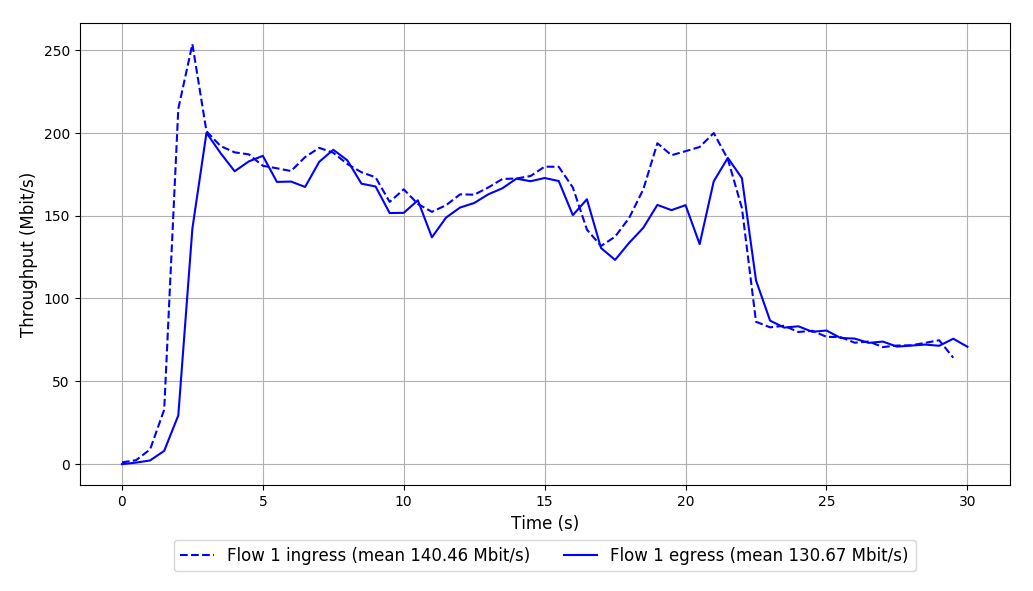 Throughput (Mbit/s)
250
200
150
100
50
0
0 5 10 15 20 25 30
Time (s)
Flow 1 ingress (mean 140.46 Mbit/s) Flow 1 egress (mean 130.67 Mbit/s)